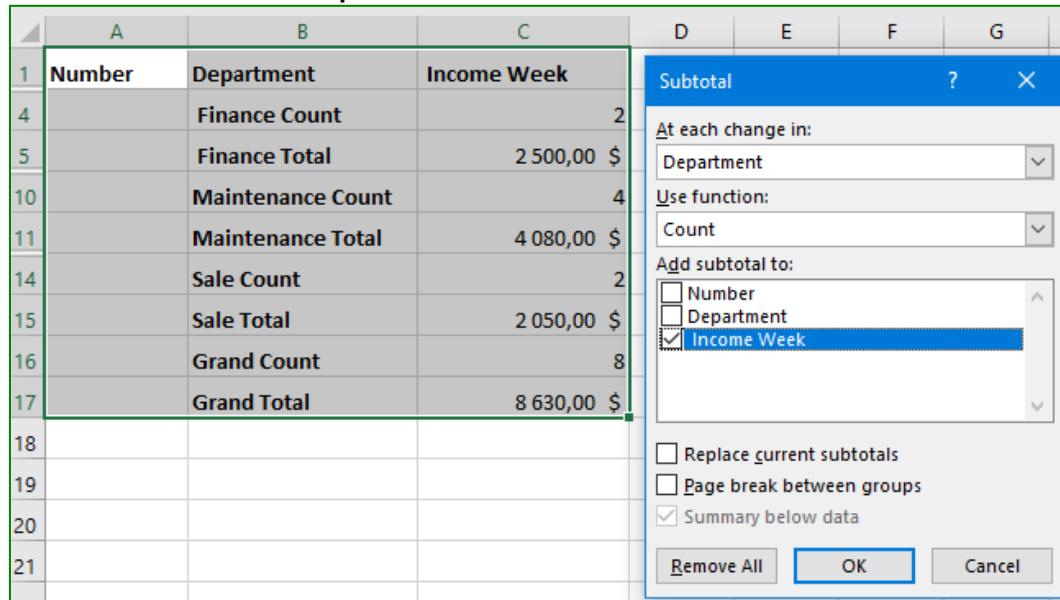 A B C D E F G
1 Number Department Income Week
4 Finance Count 2
5 Finance Total 2 500,00 $
10 Maintenance Count 4
11 Maintenance Total 4 080,00 $
14 Sale Count 2
15 Sale Total 2 050,00 $
16 Grand Count 8
17 Grand Total 8 630,00 $
18
19
20
21
Subtotal ? ×
At each change in:
Department
Use function:
Count
Add subtotal to:
Number
Department
Income Week
Replace current subtotals
Page break between groups
Summary below data
Remove All OK Cancel